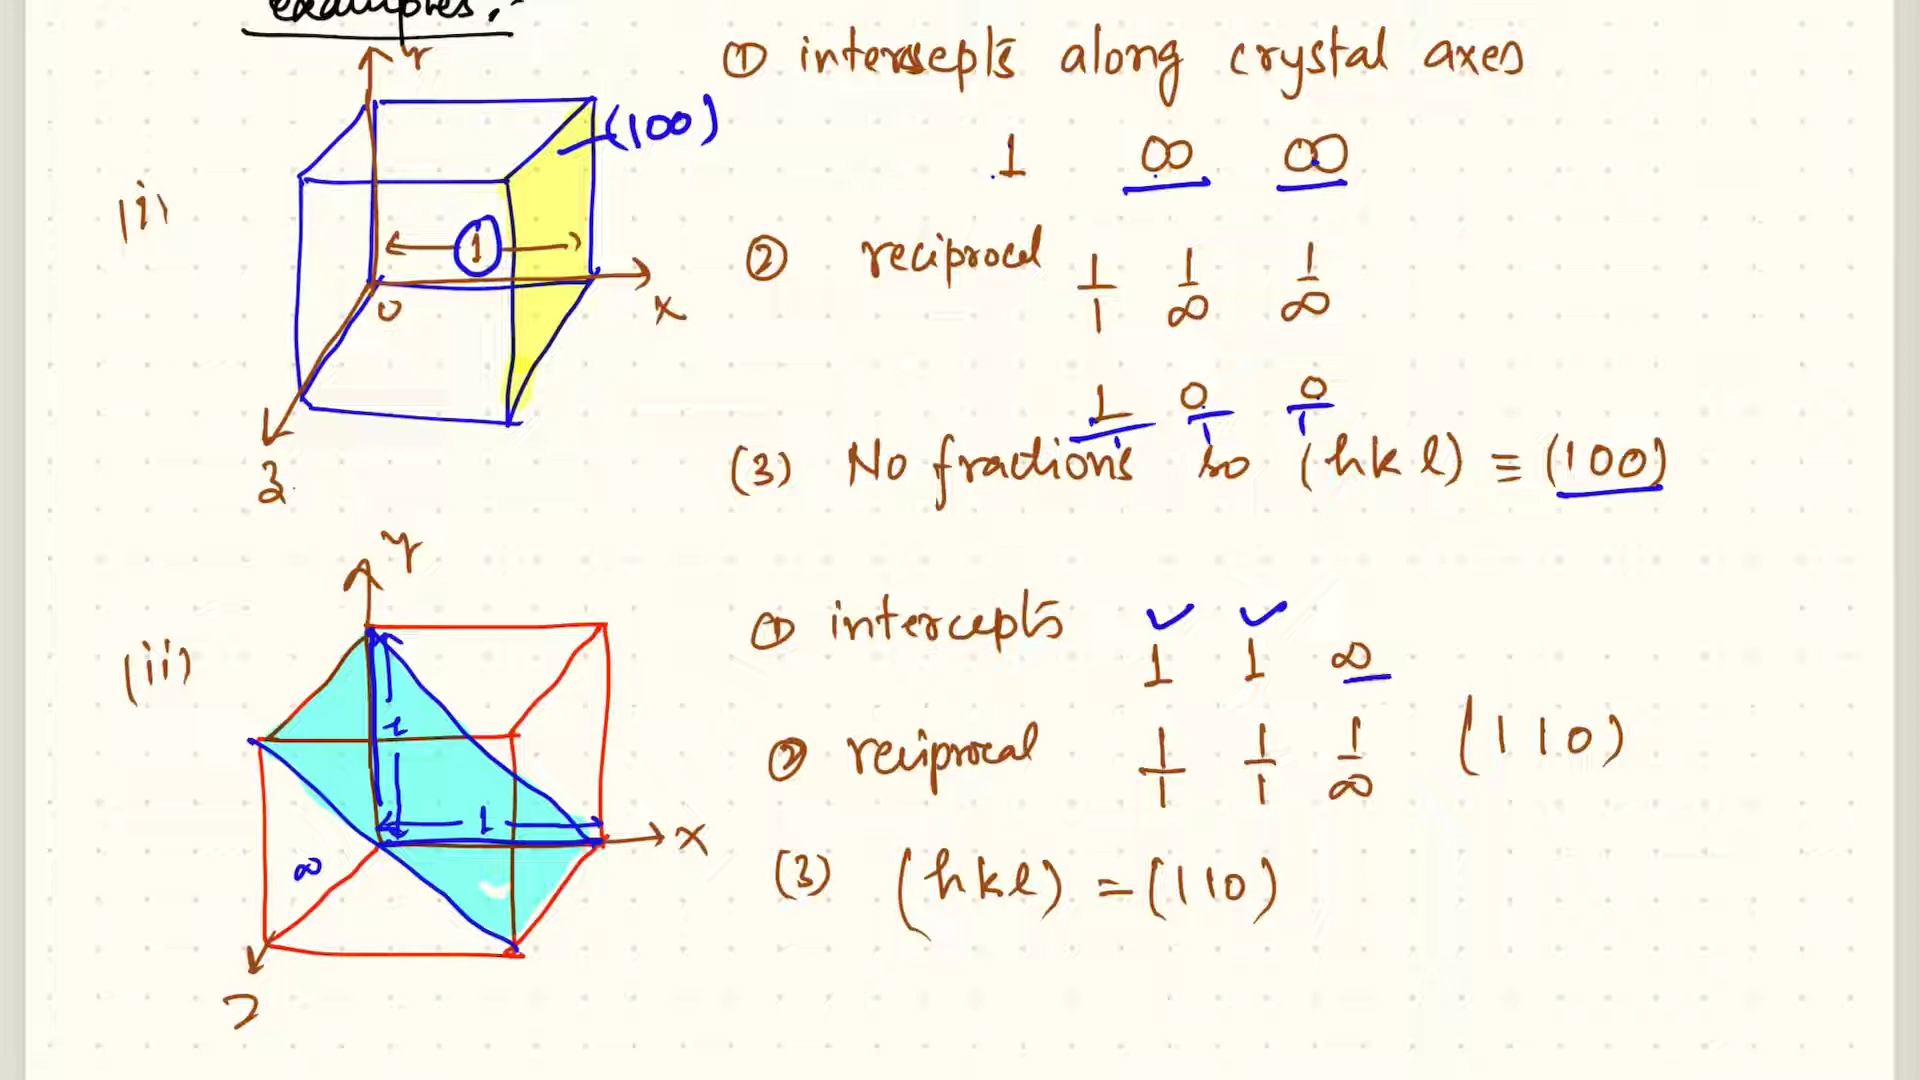 examples:-
Y
(100)
(i)
1
0
X
Z
① intersepts along crystal axes
1 ∞ ∞
② reciprocal 1/1 1/∞ 1/∞
1/1 0/1 0/1
(3) No fractions so (h k l) ≡ (100)
Y
(ii)
1
1
∞
X
Z
① intercepts 1 1 ∞
② reciprocal 1/1 1/1 1/∞ (110)
(3) (hkl) = (110)